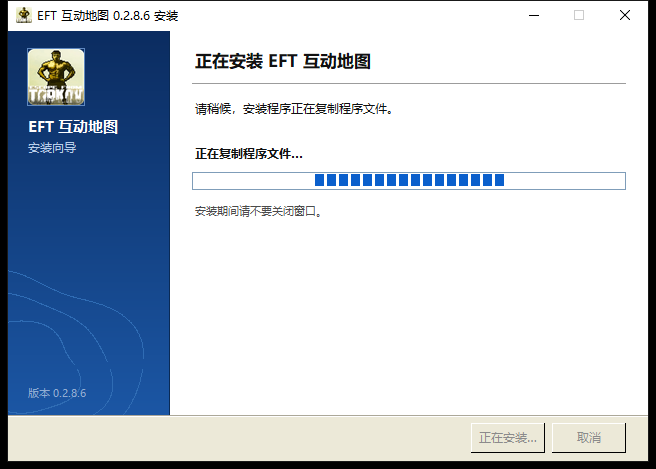 EFT 互动地图 0.2.8.6 安装
EFT 互动地图
安装向导
版本 0.2.8.6
正在安装 EFT 互动地图
请稍候，安装程序正在复制程序文件。
正在复制程序文件...
安装期间请不要关闭窗口。
正在安装...
取消